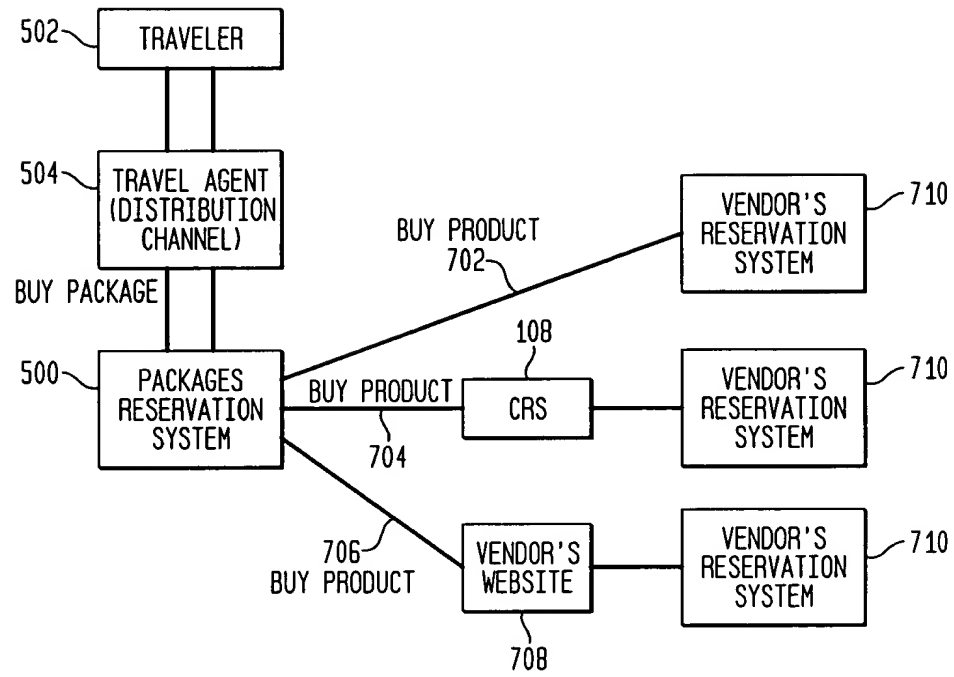 502
TRAVELER
504
TRAVEL AGENT
(DISTRIBUTION
CHANNEL)
BUY PACKAGE
500
PACKAGES
RESERVATION
SYSTEM
BUY PRODUCT
702
VENDOR'S
RESERVATION
SYSTEM
710
BUY PRODUCT
704
108
CRS
VENDOR'S
RESERVATION
SYSTEM
710
706
BUY PRODUCT
VENDOR'S
WEBSITE
708
VENDOR'S
RESERVATION
SYSTEM
710